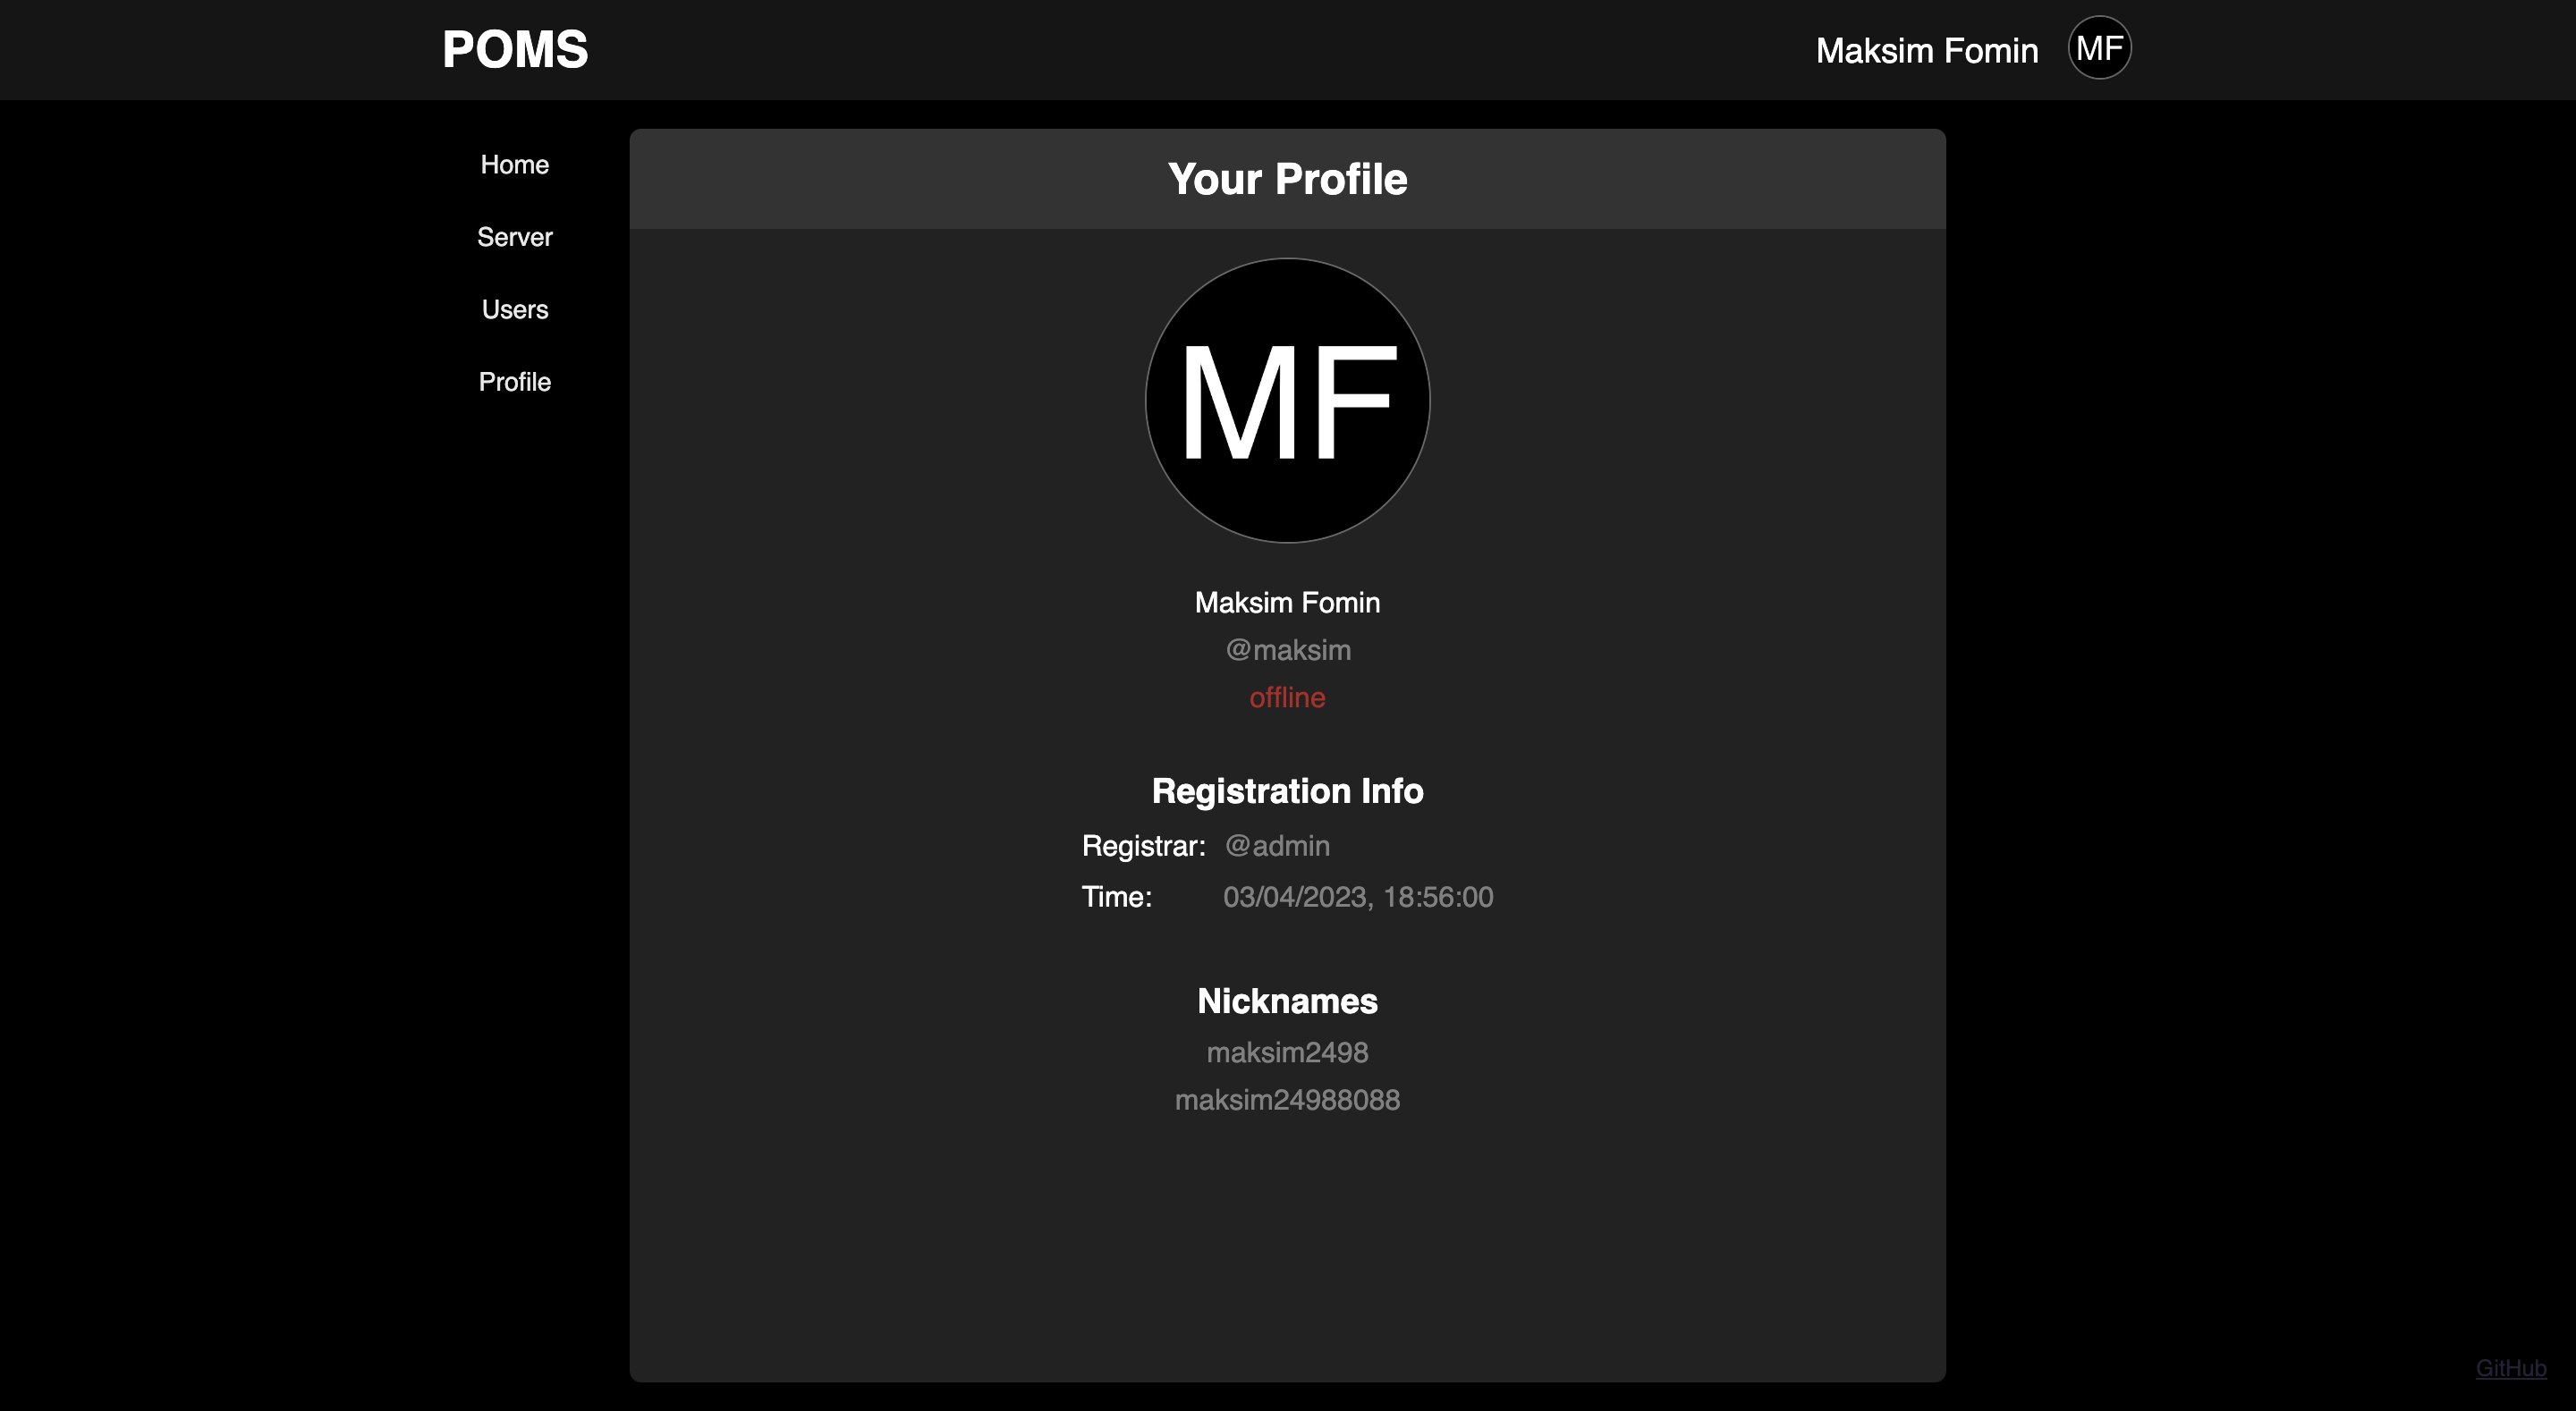 POMS
Maksim Fomin MF
Home
Server
Users
Profile
Your Profile
MF
Maksim Fomin
@maksim
offline
Registration Info
Registrar: @admin
Time: 03/04/2023, 18:56:00
Nicknames
maksim2498
maksim24988088
GitHub